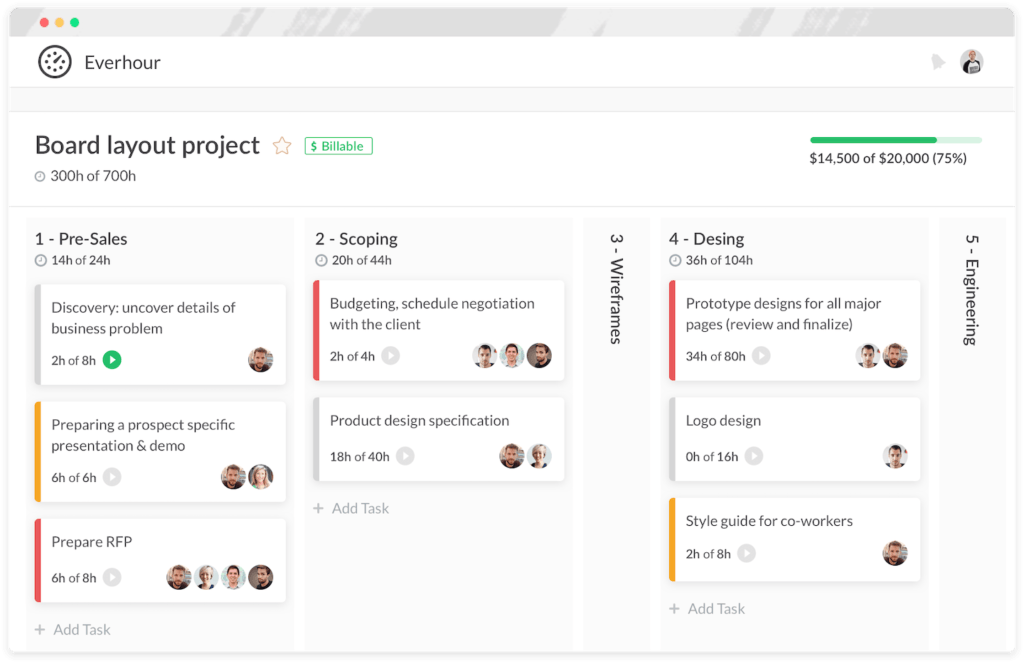 Everhour
Board layout project
$ Billable
300h of 700h
$14,500 of $20,000 (75%)
1 - Pre-Sales
14h of 24h
Discovery: uncover details of
business problem
2h of 8h
Preparing a prospect specific
presentation & demo
6h of 6h
Prepare RFP
6h of 8h
+ Add Task
2 - Scoping
20h of 44h
Budgeting, schedule negotiation
with the client
2h of 4h
Product design specification
18h of 40h
+ Add Task
3 - Wireframes
4 - Desing
36h of 104h
Prototype designs for all major
pages (review and finalize)
34h of 80h
Logo design
0h of 16h
Style guide for co-workers
2h of 8h
+ Add Task
5 - Engineering